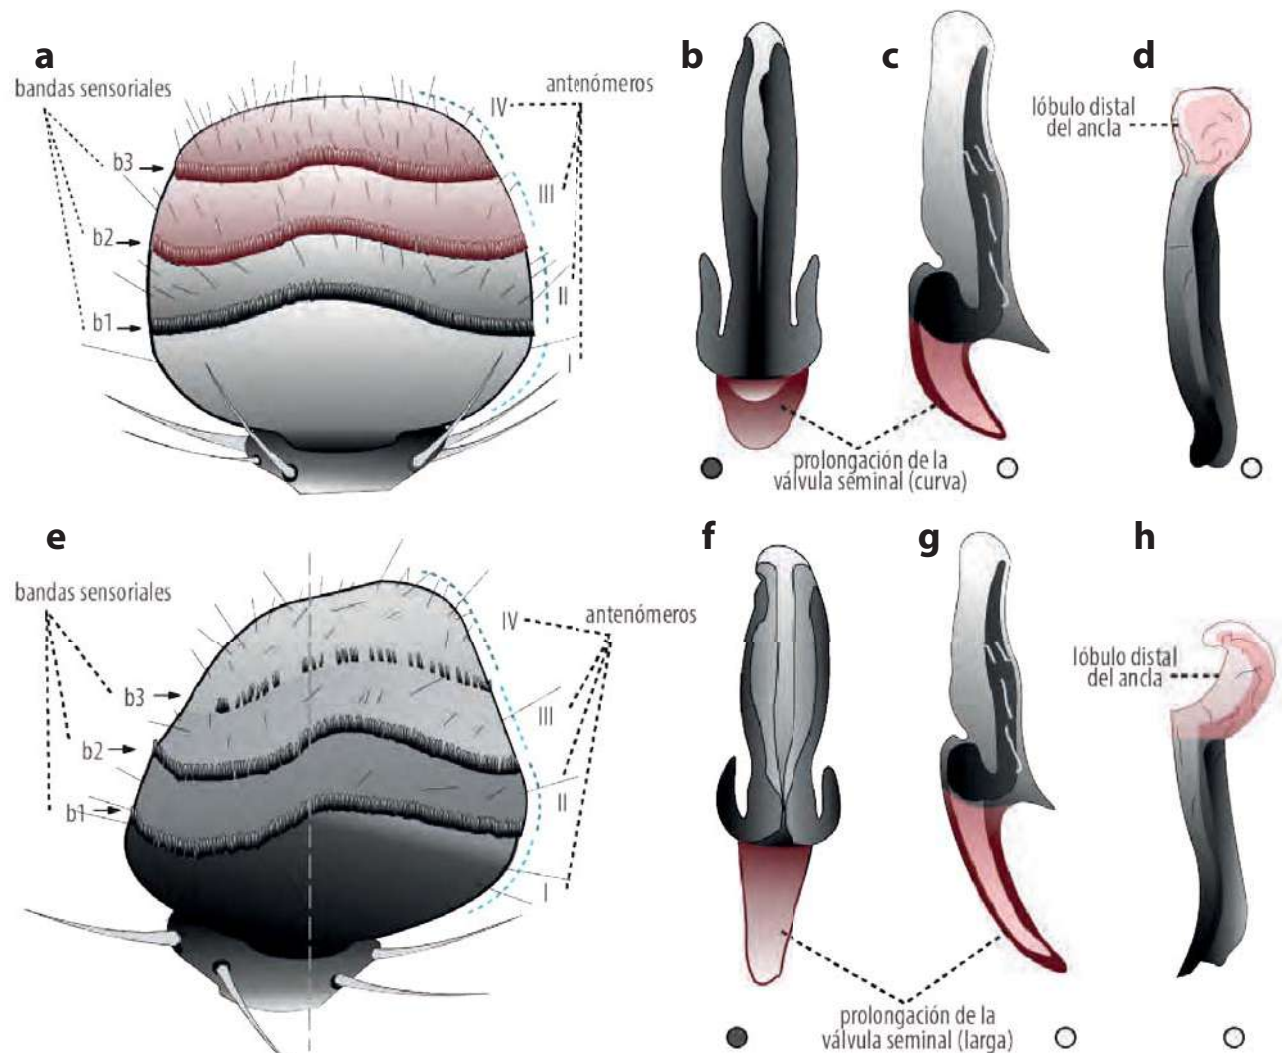 a
bandas sensoriales
b3
b2
b1
IV
antenómeros
III
II
I
b
c
d
lóbulo distal
del ancla
prolongación de la
válvula seminal (curva)
e
bandas sensoriales
b3
b2
b1
IV
antenómeros
III
II
I
f
g
h
lóbulo distal
del ancla
prolongación de la
válvula seminal (larga)